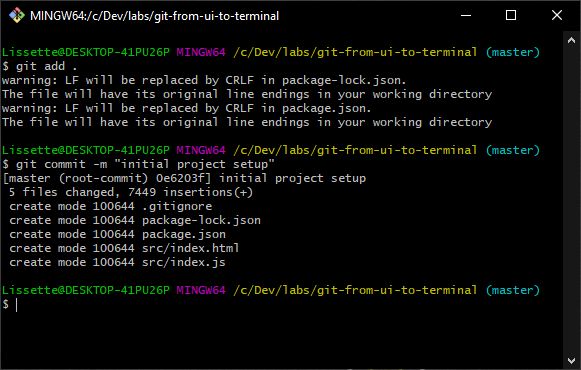 MINGW64:/c/Dev/labs/git-from-ui-to-terminal
Lissette@DESKTOP-41PU26P MINGW64 /c/Dev/labs/git-from-ui-to-terminal (master)
$ git add .
warning: LF will be replaced by CRLF in package-lock.json.
The file will have its original line endings in your working directory
warning: LF will be replaced by CRLF in package.json.
The file will have its original line endings in your working directory
Lissette@DESKTOP-41PU26P MINGW64 /c/Dev/labs/git-from-ui-to-terminal (master)
$ git commit -m "initial project setup"
[master (root-commit) 0e6203f] initial project setup
 5 files changed, 7449 insertions(+)
 create mode 100644 .gitignore
 create mode 100644 package-lock.json
 create mode 100644 package.json
 create mode 100644 src/index.html
 create mode 100644 src/index.js
Lissette@DESKTOP-41PU26P MINGW64 /c/Dev/labs/git-from-ui-to-terminal (master)
$